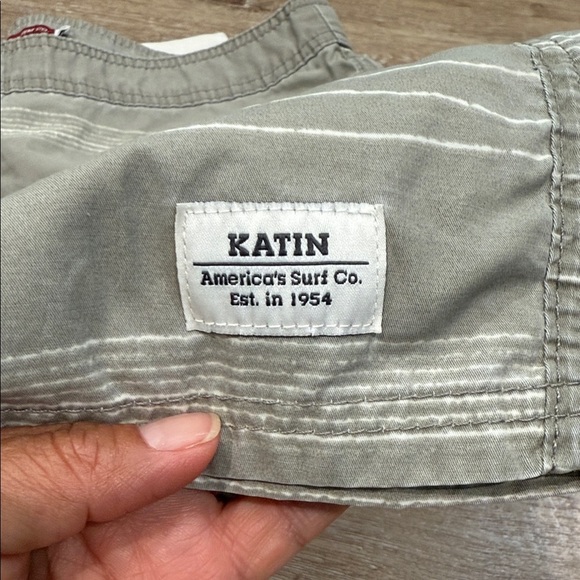 KATIN
America's Surf Co.
Est. in 1954